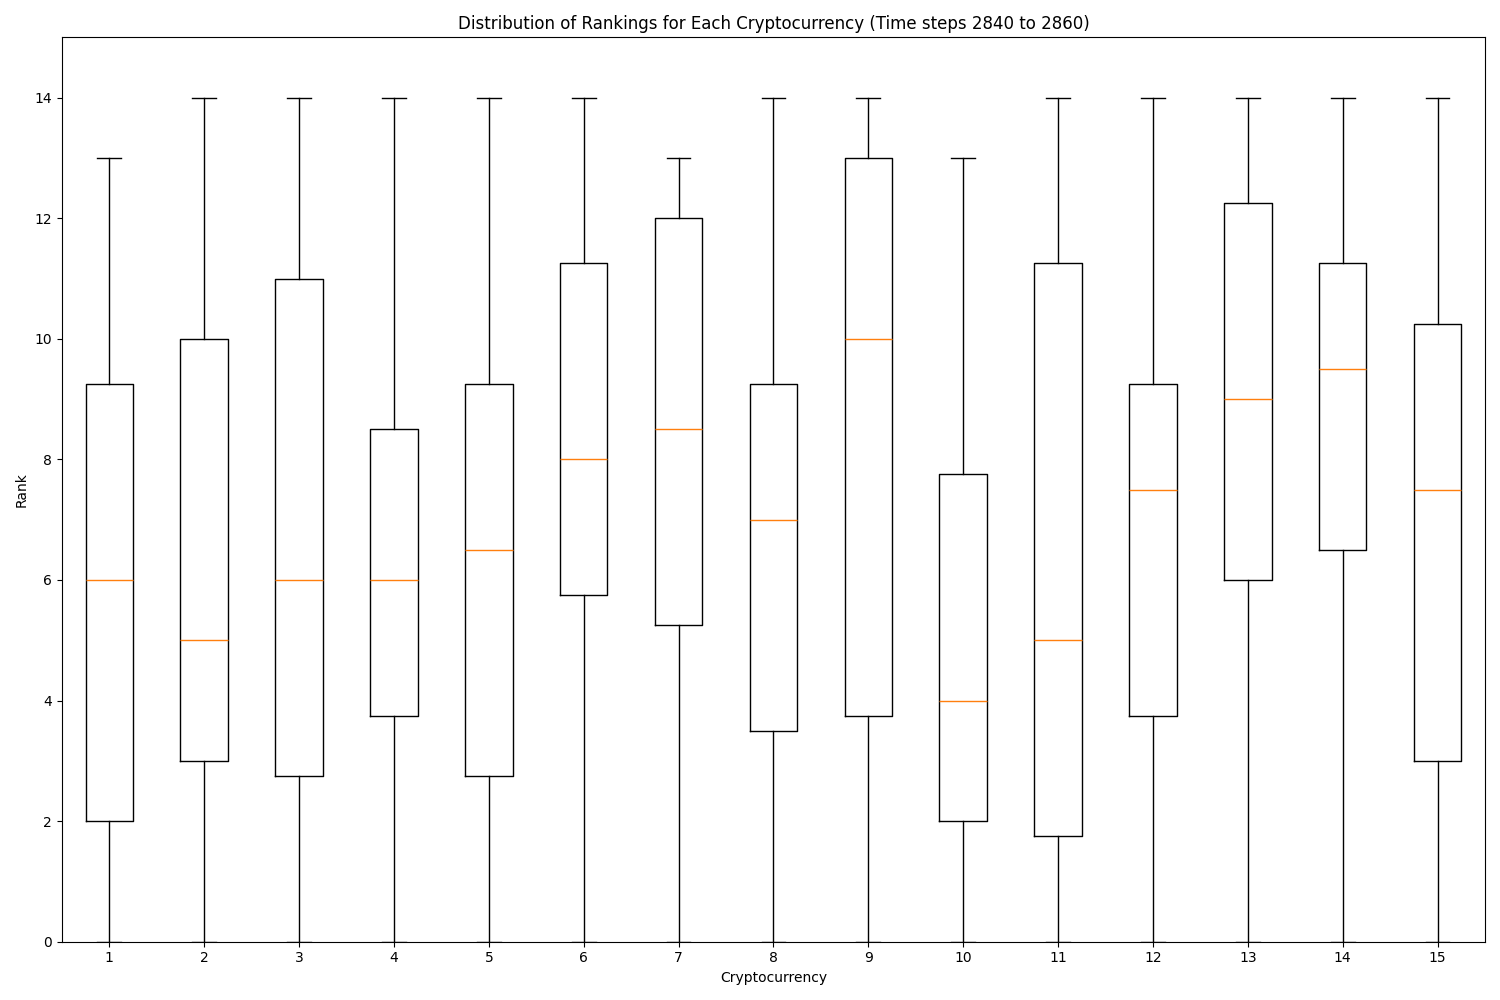 Distribution of Rankings for Each Cryptocurrency (Time steps 2840 to 2860)
Rank
14
12
10
8
6
4
2
0
1 2 3 4 5 6 7 8 9 10 11 12 13 14 15
Cryptocurrency